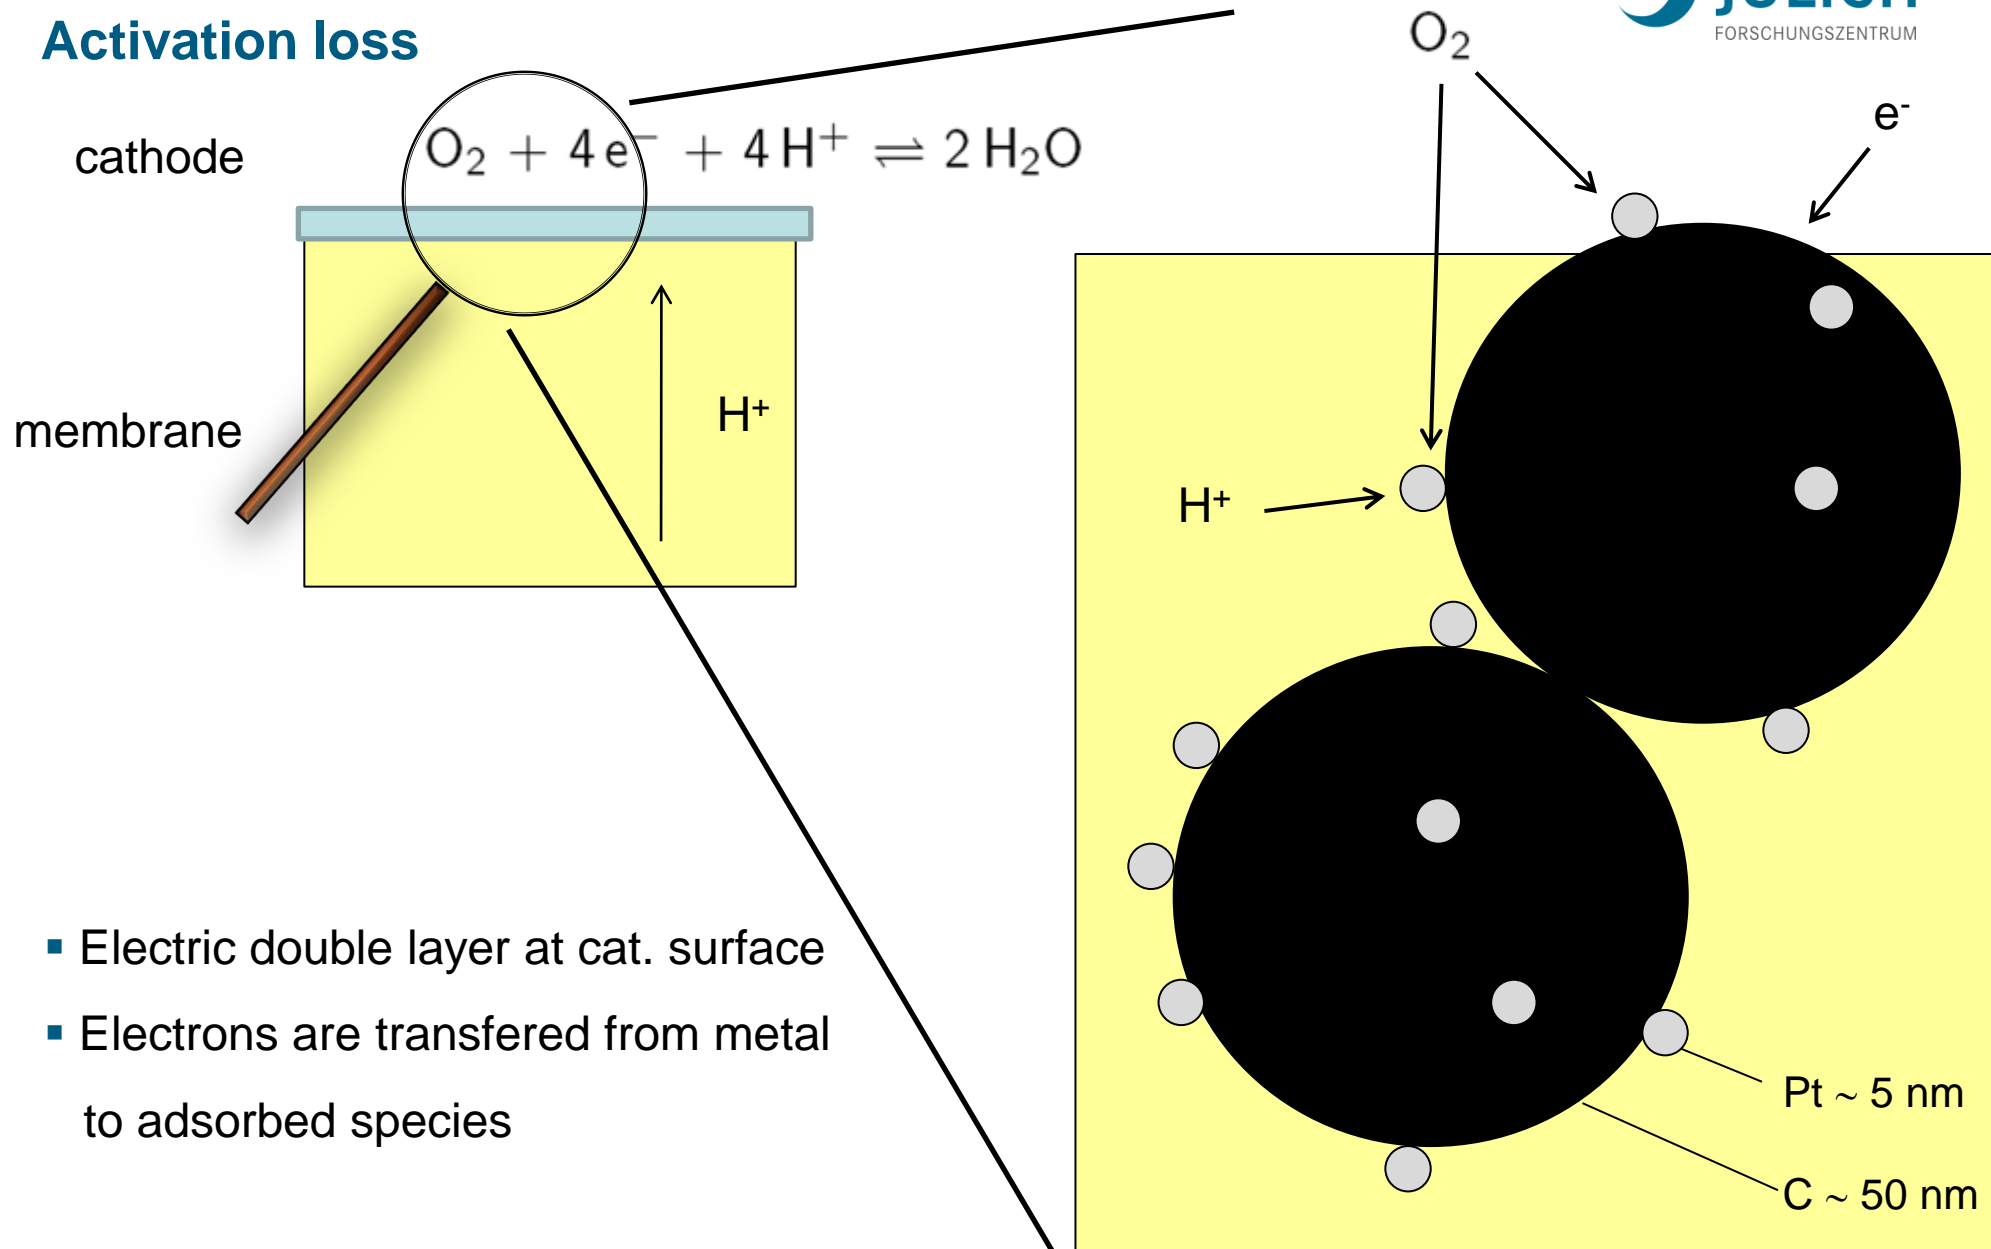 Activation loss
FORSCHUNGSZENTRUM
O₂
e⁻
cathode
O₂ + 4 e⁻ + 4 H⁺ ⇌ 2 H₂O
membrane
H⁺
H⁺
▪ Electric double layer at cat. surface
▪ Electrons are transfered from metal
to adsorbed species
Pt ~ 5 nm
C ~ 50 nm